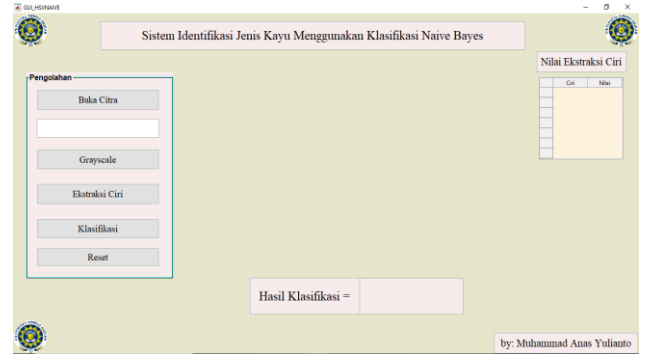 GUI_HSVNAIVE
Sistem Identifikasi Jenis Kayu Menggunakan Klasifikasi Naive Bayes
Nilai Ekstraksi Ciri
Ciri Nilai
Pengolahan
Buka Citra
Grayscale
Ekstraksi Ciri
Klasifikasi
Reset
Hasil Klasifikasi =
by: Muhammad Anas Yulianto